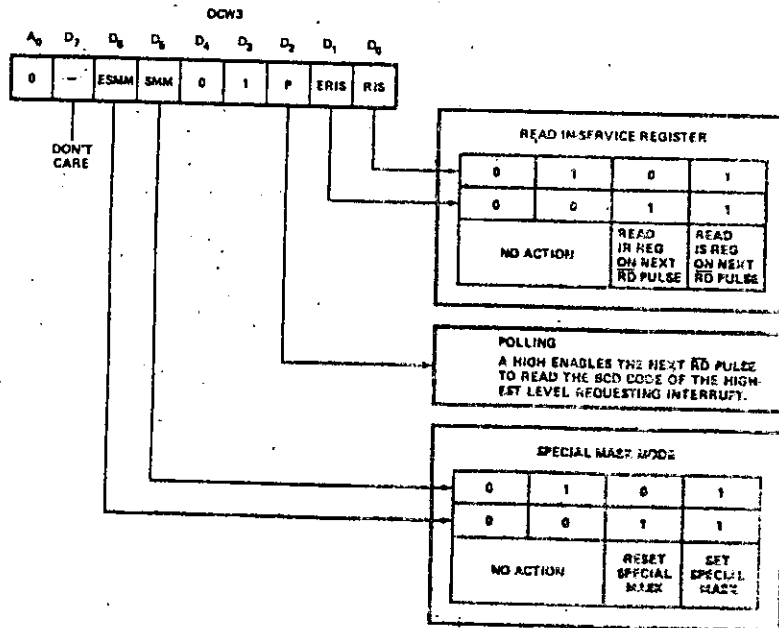 OCW3
A0 D7 D6 D5 D4 D3 D2 D1 D0
0 – ESMM SMM 0 1 P ERIS RIS
DON'T
CARE
READ IN-SERVICE REGISTER
0 1 0 1
0 0 1 1
NO ACTION
READ
IR REG
ON NEXT
RD PULSE
READ
IS REG
ON NEXT
RD PULSE
POLLING
A HIGH ENABLES THE NEXT RD PULSE
TO READ THE BCD CODE OF THE HIGH-
EST LEVEL REQUESTING INTERRUPT.
SPECIAL MASK MODE
0 1 0 1
0 0 1 1
NO ACTION
RESET
SPECIAL
MASK
SET
SPECIAL
MASK